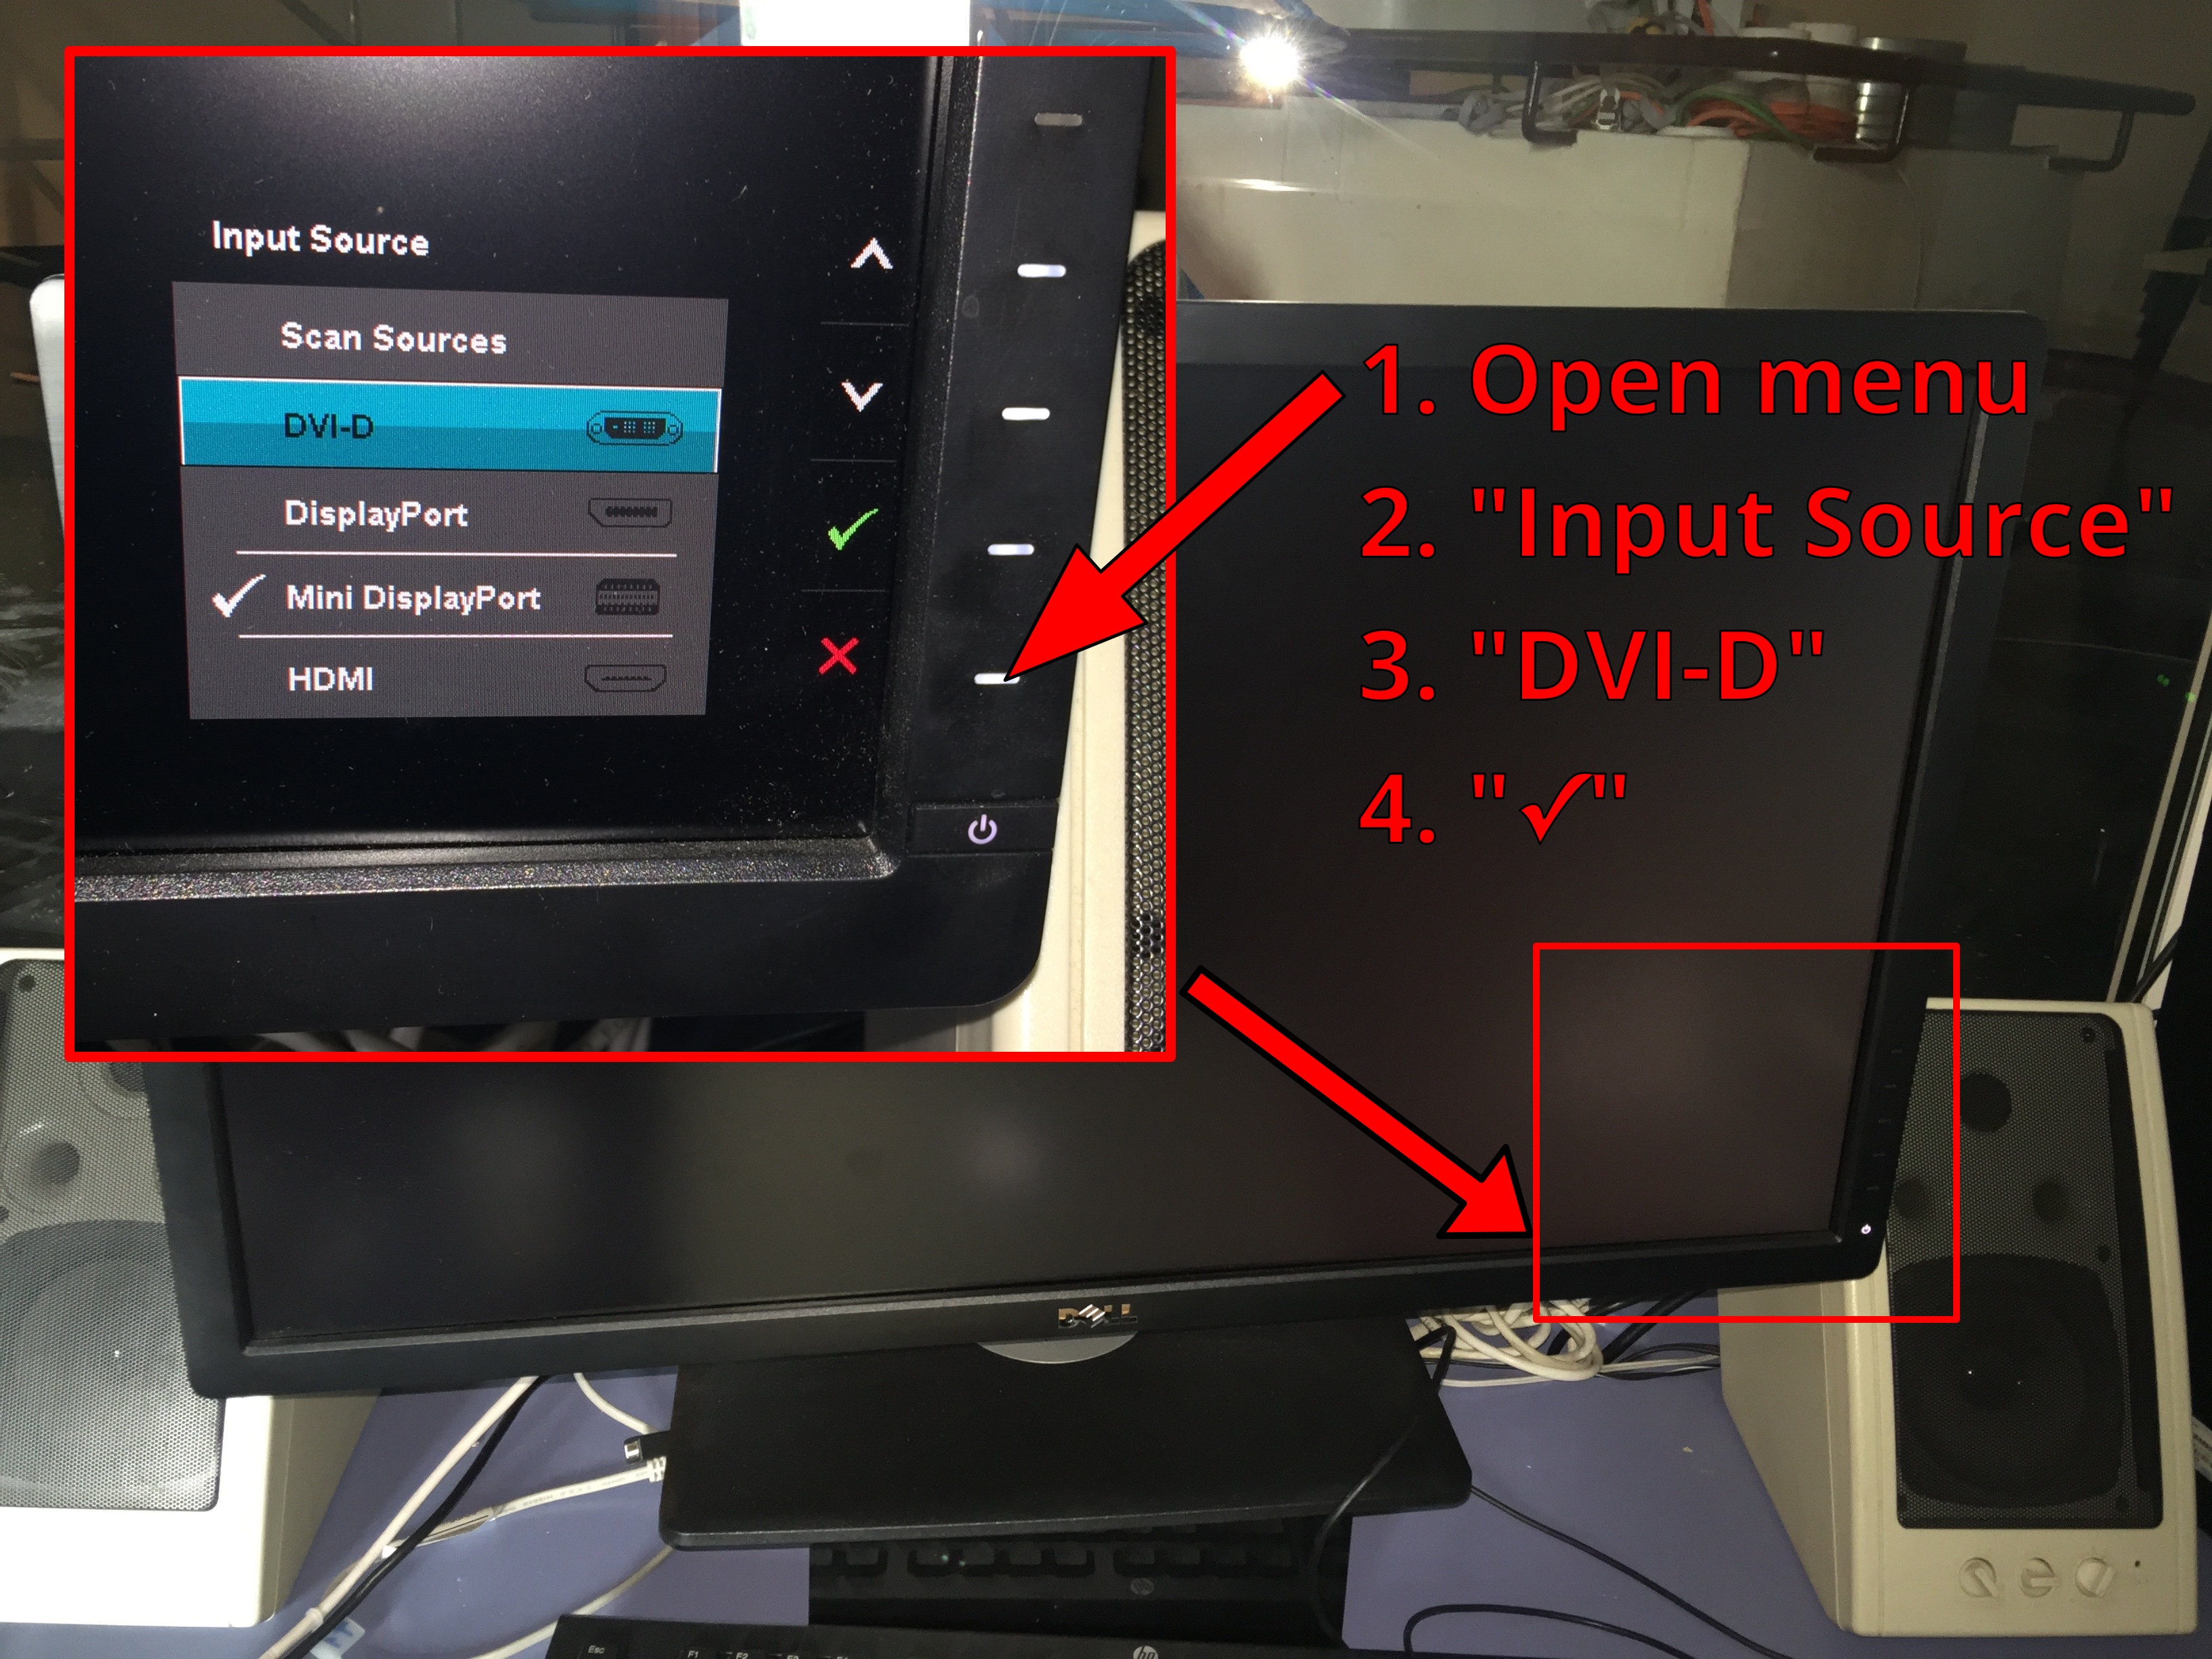 Input Source
Scan Sources
DVI-D
DisplayPort
Mini DisplayPort
HDMI
1. Open menu
2. "Input Source"
3. "DVI-D"
4. "✓"
DELL
Esc
F1
F2
F3
hp